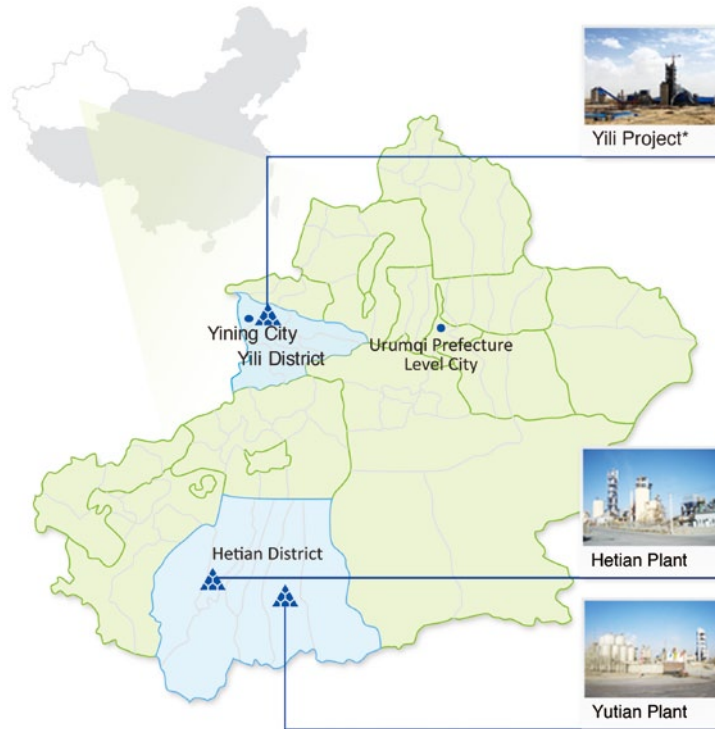 Yili Project*
Yining City
Yili District
Urumqi Prefecture
Level City
Hetian District
Hetian Plant
Yutian Plant